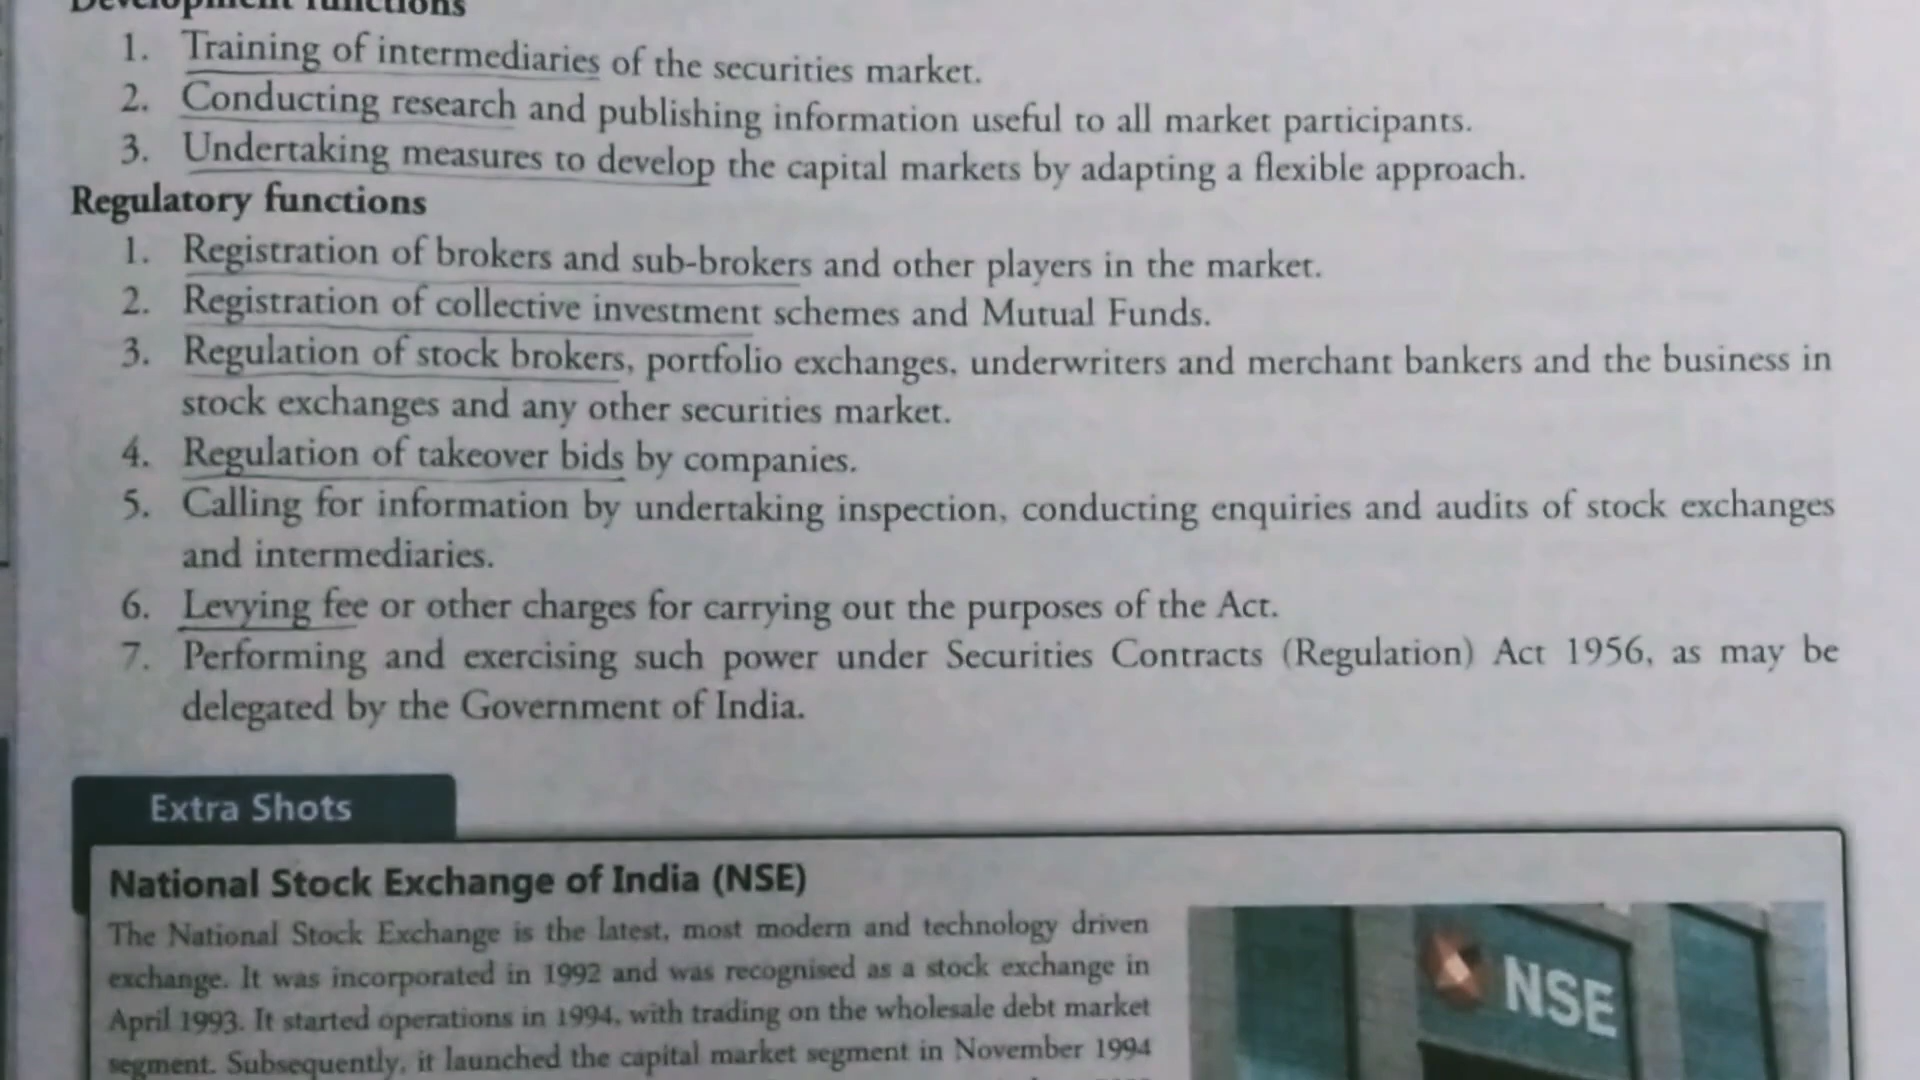 Development functions
1. Training of intermediaries of the securities market.
2. Conducting research and publishing information useful to all market participants.
3. Undertaking measures to develop the capital markets by adapting a flexible approach.
Regulatory functions
1. Registration of brokers and sub-brokers and other players in the market.
2. Registration of collective investment schemes and Mutual Funds.
3. Regulation of stock brokers, portfolio exchanges, underwriters and merchant bankers and the business in
stock exchanges and any other securities market.
4. Regulation of takeover bids by companies.
5. Calling for information by undertaking inspection, conducting enquiries and audits of stock exchanges
and intermediaries.
6. Levying fee or other charges for carrying out the purposes of the Act.
7. Performing and exercising such power under Securities Contracts (Regulation) Act 1956, as may be
delegated by the Government of India.
Extra Shots
National Stock Exchange of India (NSE)
The National Stock Exchange is the latest, most modern and technology driven
exchange. It was incorporated in 1992 and was recognised as a stock exchange in
April 1993. It started operations in 1994, with trading on the wholesale debt market
segment. Subsequently, it launched the capital market segment in November 1994
NSE